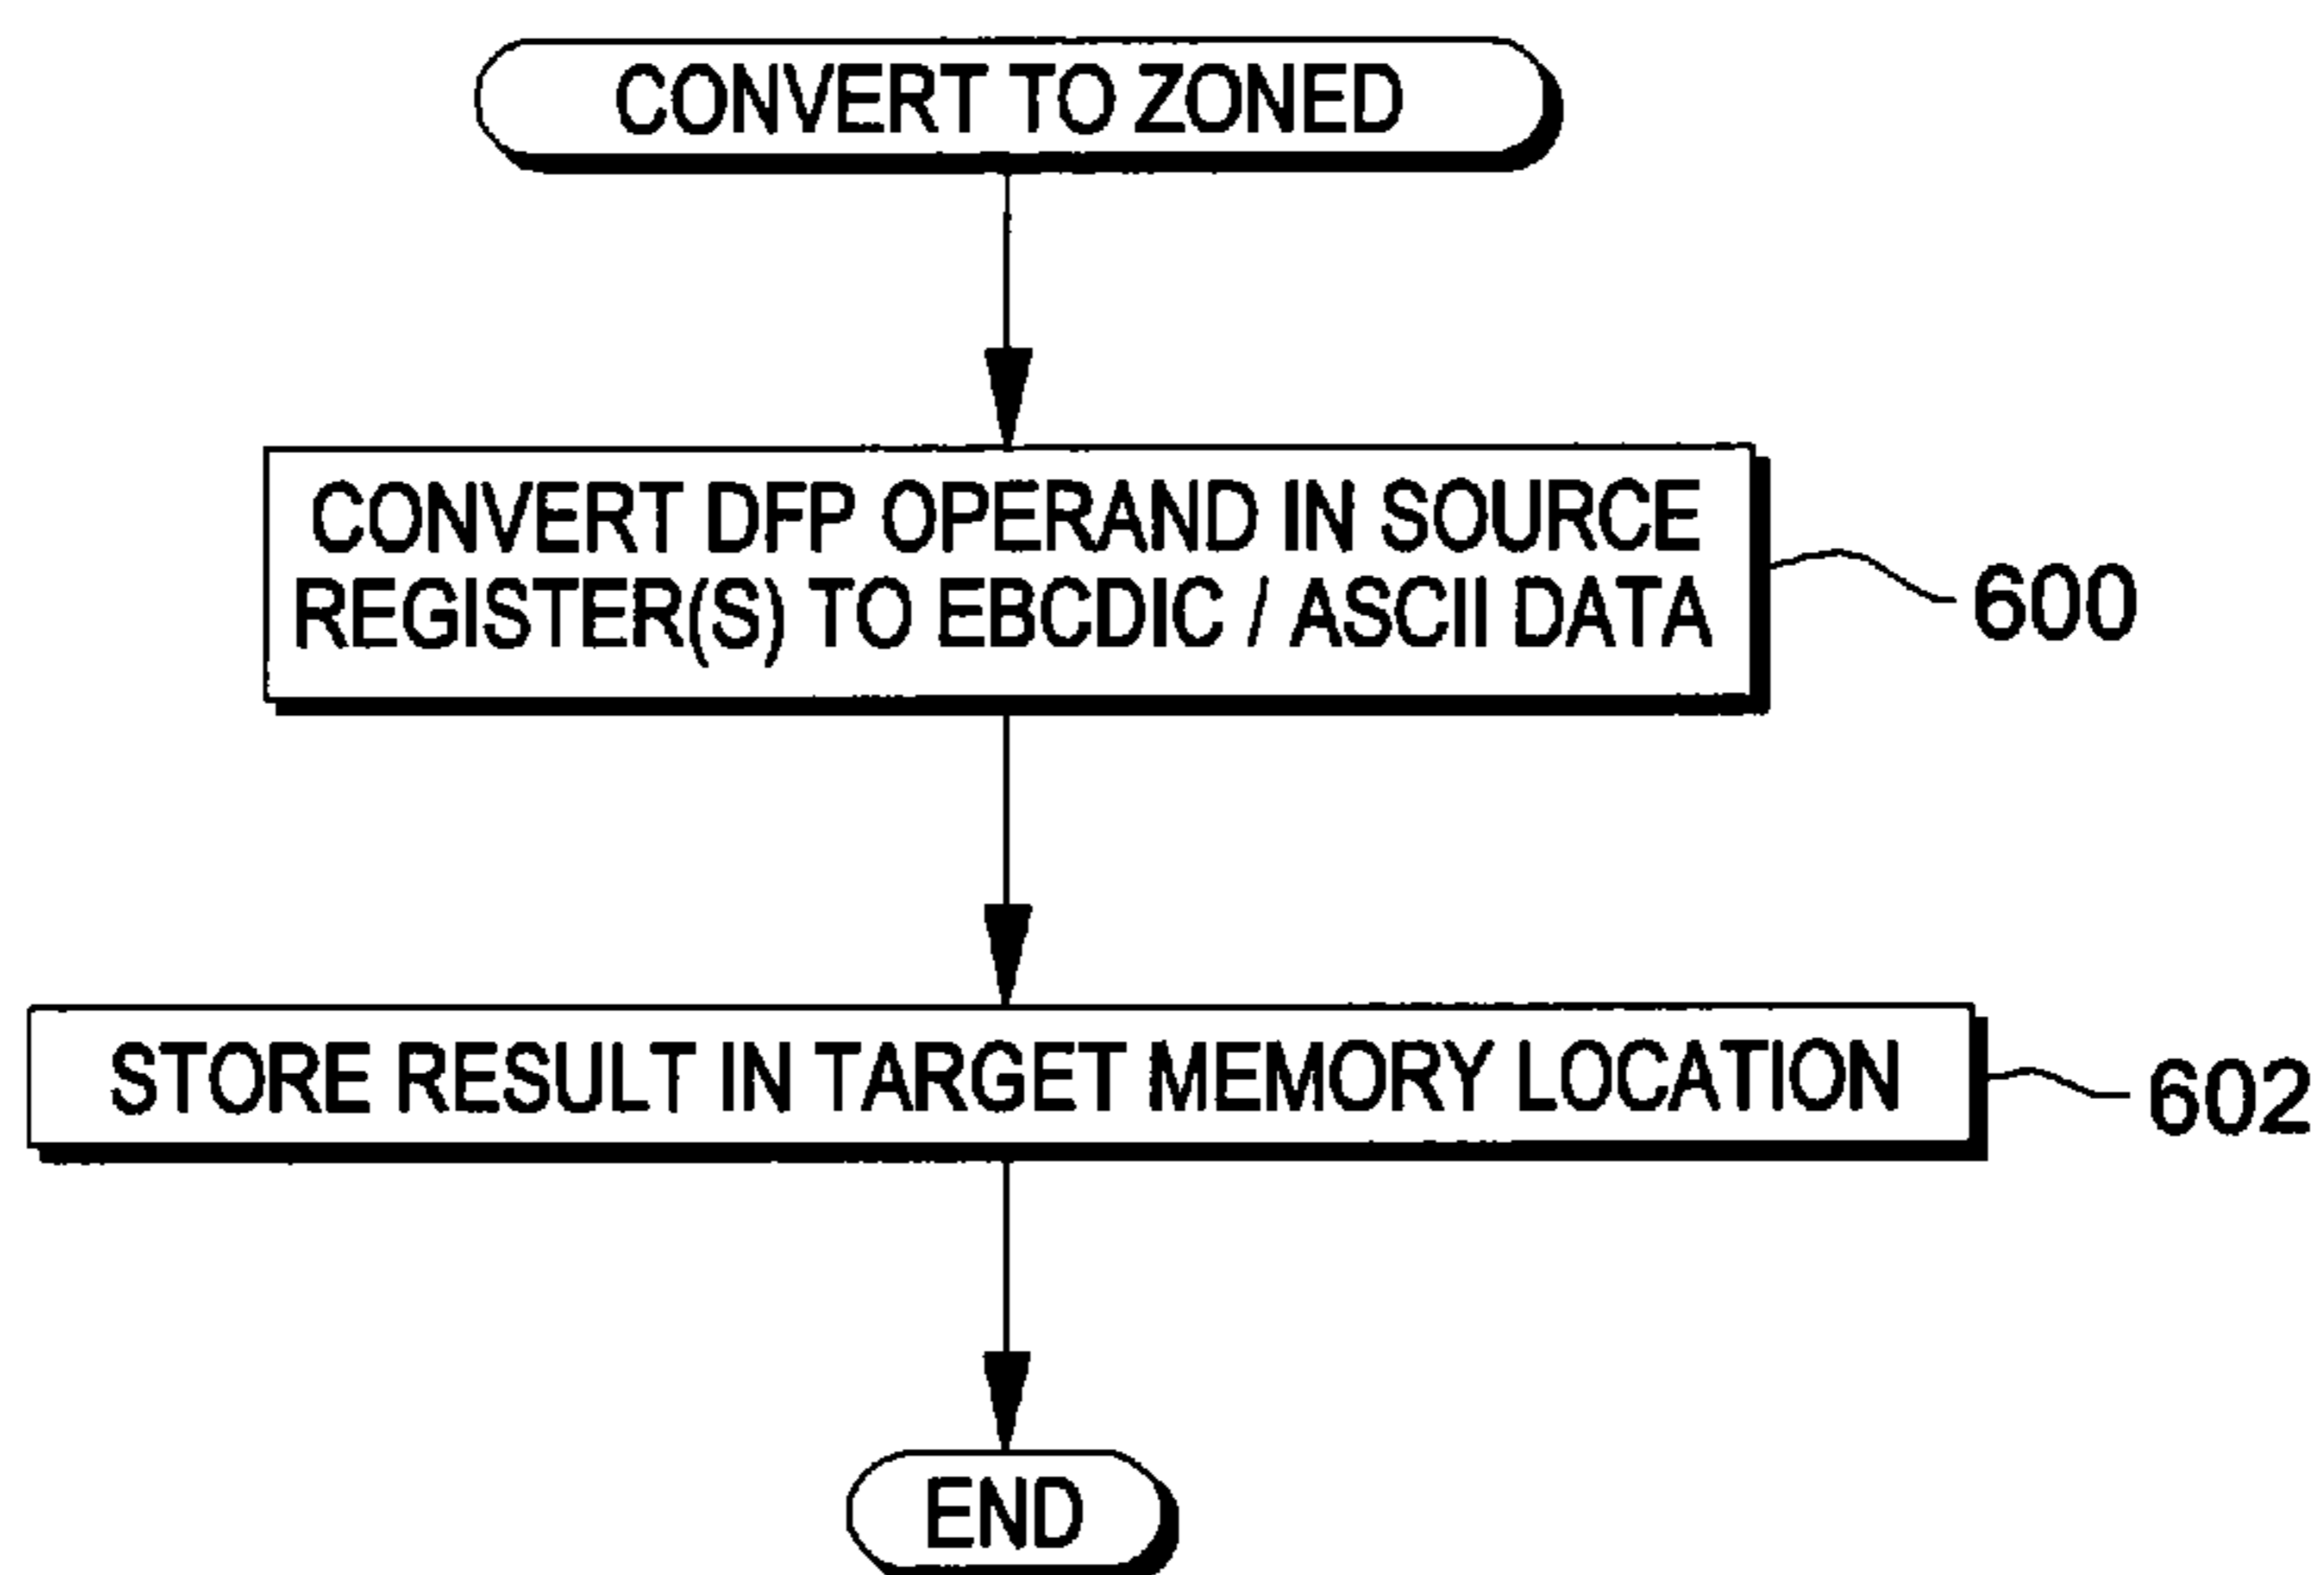 CONVERT TO ZONED
CONVERT DFP OPERAND IN SOURCE
REGISTER(S) TO EBCDIC / ASCII DATA
600
STORE RESULT IN TARGET MEMORY LOCATION
602
END